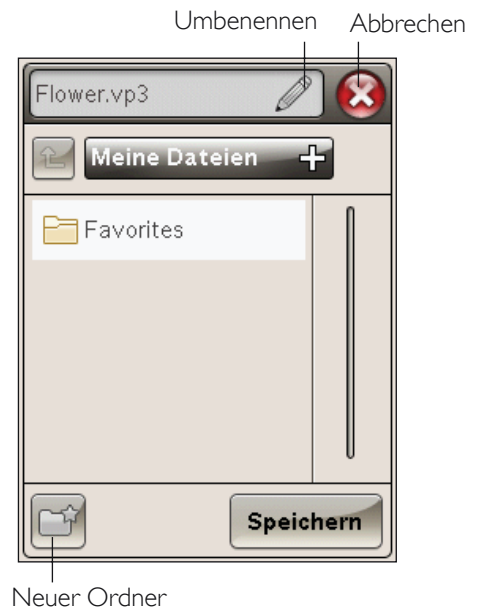 Umbenennen Abbrechen
Flower.vp3
Meine Dateien
Favorites
Speichern
Neuer Ordner